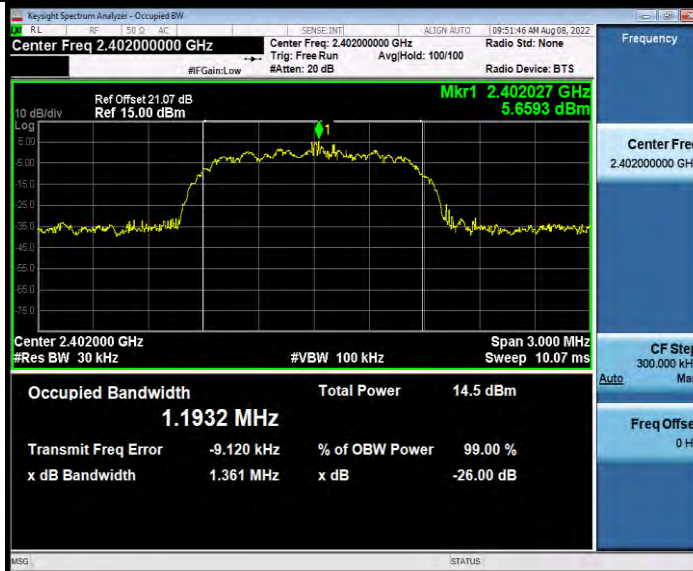 Keysight Spectrum Analyzer - Occupied BW
RL RF 50 Ω AC SENSE:INT ALIGN AUTO 09:51:46 AM Aug 08, 2022
Center Freq 2.402000000 GHz Center Freq: 2.402000000 GHz Radio Std: None
Trig: Free Run Avg|Hold: 100/100
#IFGain:Low #Atten: 20 dB Radio Device: BTS
Frequency
Mkr1 2.402027 GHz
5.6593 dBm
Ref Offset 21.07 dB
10 dB/div Ref 15.00 dBm
Log
1
5.00
-5.00
-15.0
-25.0
-35.0
-45.0
-55.0
-65.0
-75.0
Center 2.402000 GHz Span 3.000 MHz
#Res BW 30 kHz #VBW 100 kHz Sweep 10.07 ms
Center Freq
2.402000000 GH
CF Step
300.000 kH
Auto Ma
Freq Offse
0 H
Occupied Bandwidth Total Power 14.5 dBm
1.1932 MHz
Transmit Freq Error -9.120 kHz % of OBW Power 99.00 %
x dB Bandwidth 1.361 MHz x dB -26.00 dB
MSG STATUS